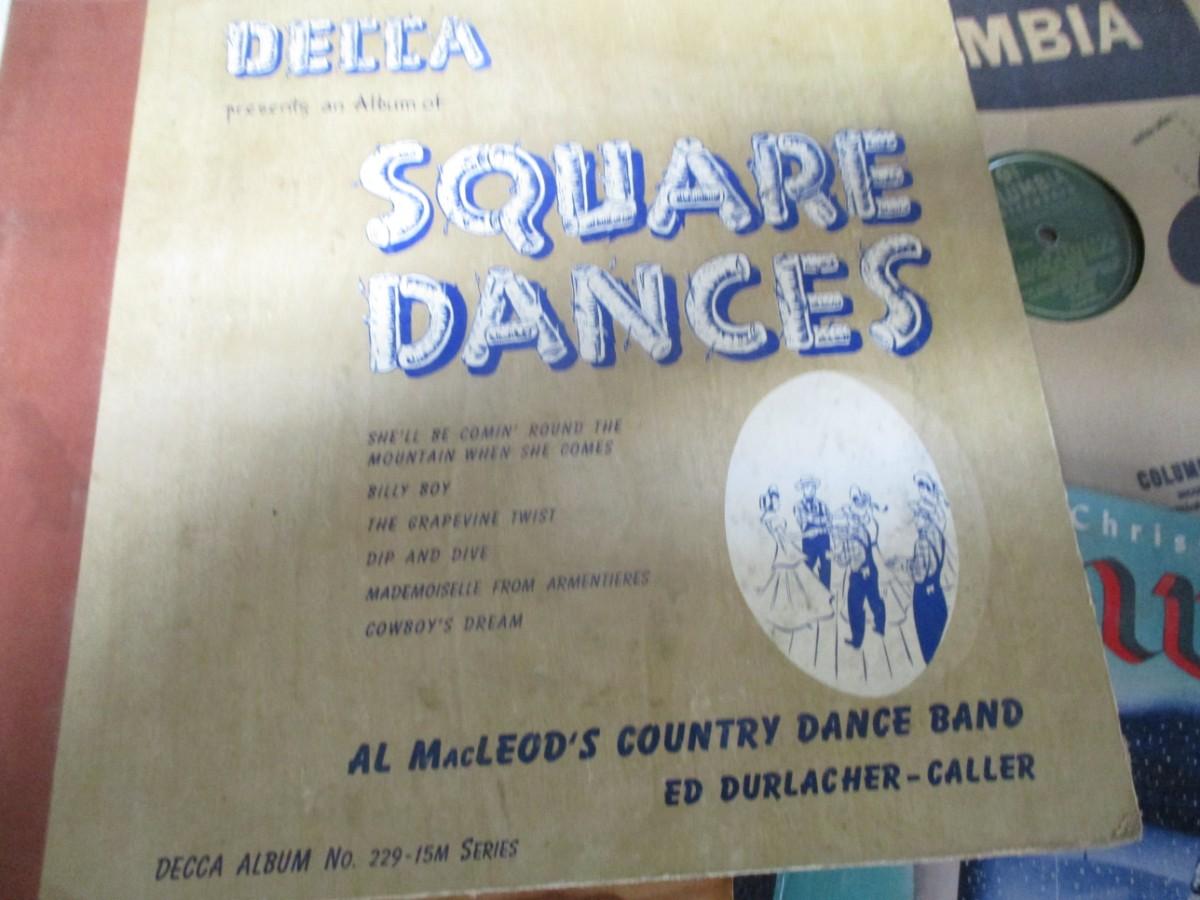 DECCA
presents an Album of
SQUARE
DANCES
SHE'LL BE COMIN' ROUND THE
MOUNTAIN WHEN SHE COMES
BILLY BOY
THE GRAPEVINE TWIST
DIP AND DIVE
MADEMOISELLE FROM ARMENTIERES
COWBOY'S DREAM
AL MACLEOD'S COUNTRY DANCE BAND
ED DURLACHER-CALLER
DECCA ALBUM No. 229-15M SERIES
MBIA
COLUM
Chris